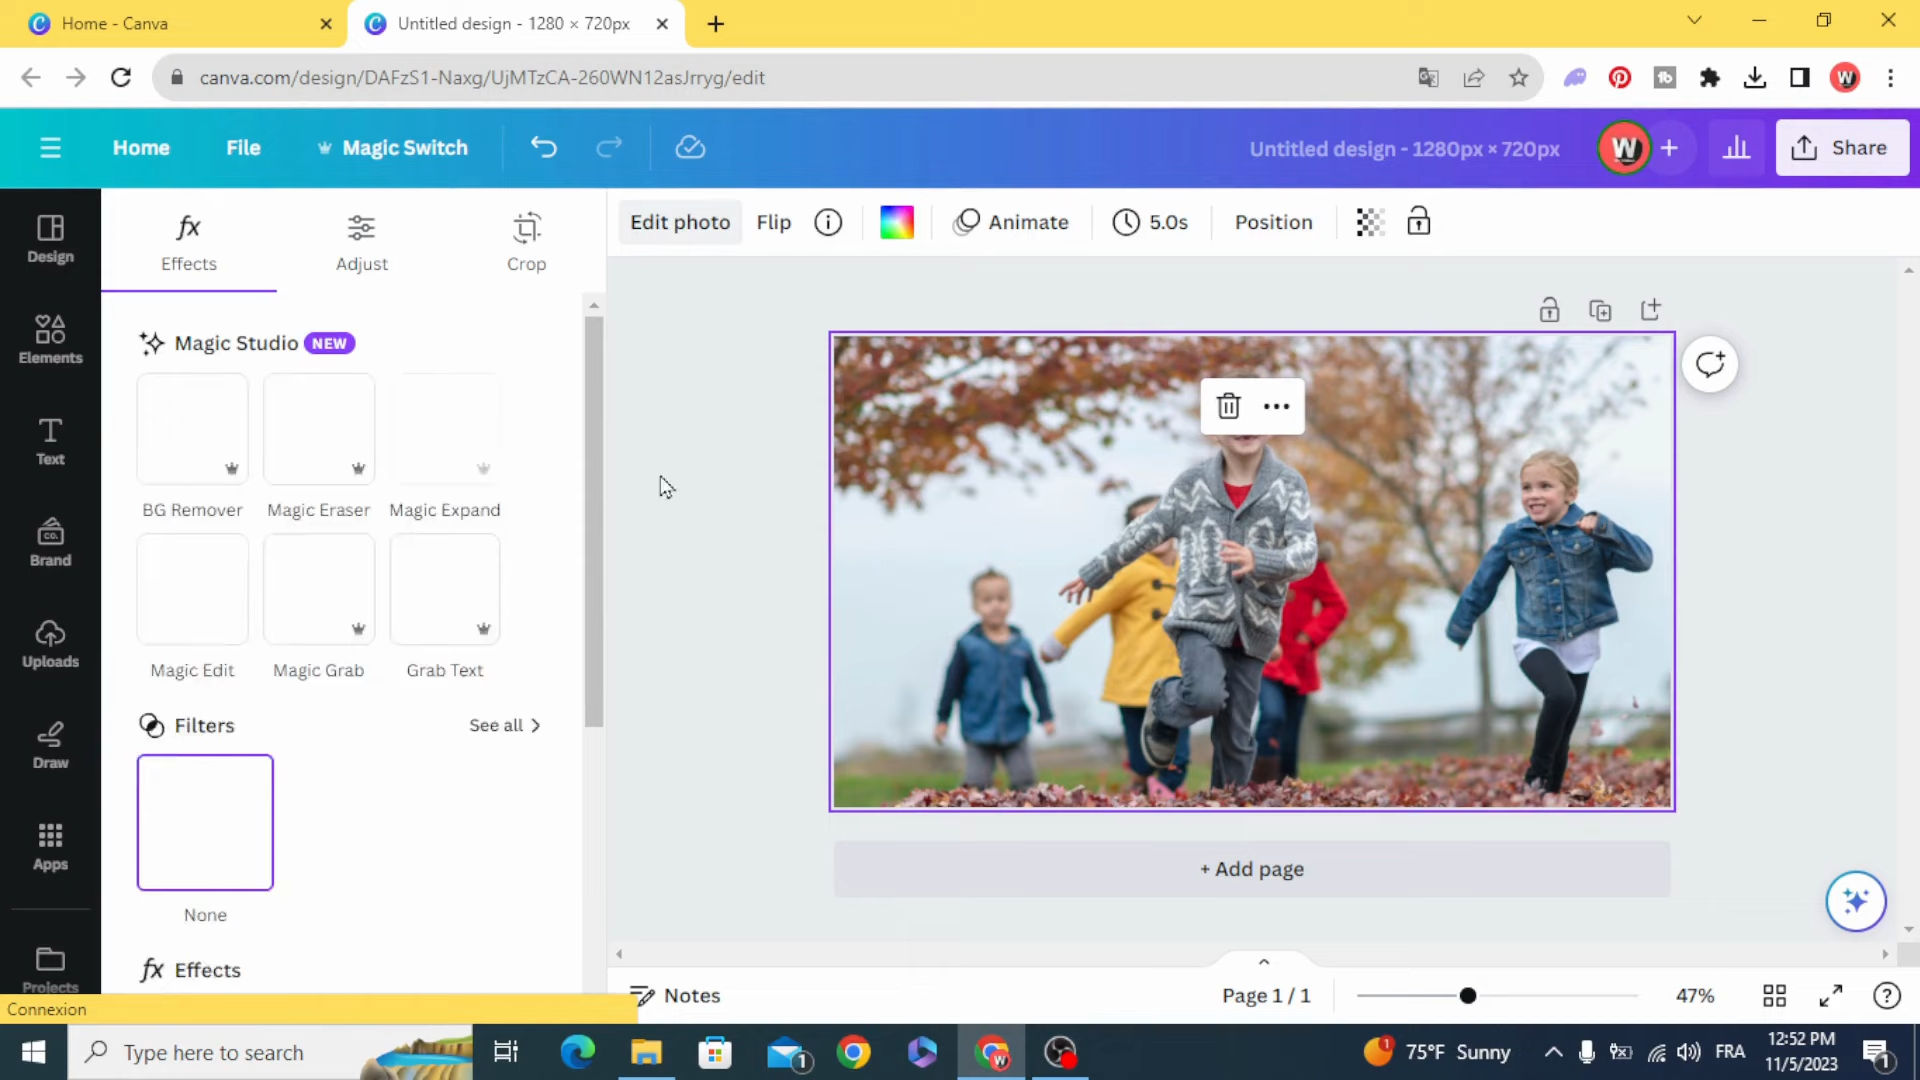 Home - Canva
Untitled design - 1280 × 720px
canva.com/design/DAFzS1-Naxg/UjMTzCA-260WN12asJrryg/edit
Home
File
Magic Switch
Untitled design - 1280px × 720px
W
Share
Design
Elements
Text
Brand
Uploads
Draw
Apps
Projects
Effects
Adjust
Crop
Edit photo
Flip
Animate
5.0s
Position
Magic Studio NEW
BG Remover
Magic Eraser
Magic Expand
Magic Edit
Magic Grab
Grab Text
Filters
See all
None
fx Effects
+ Add page
Connexion
Notes
Page 1 / 1
47%
Type here to search
1
1
75°F Sunny
FRA
12:52 PM
11/5/2023
1